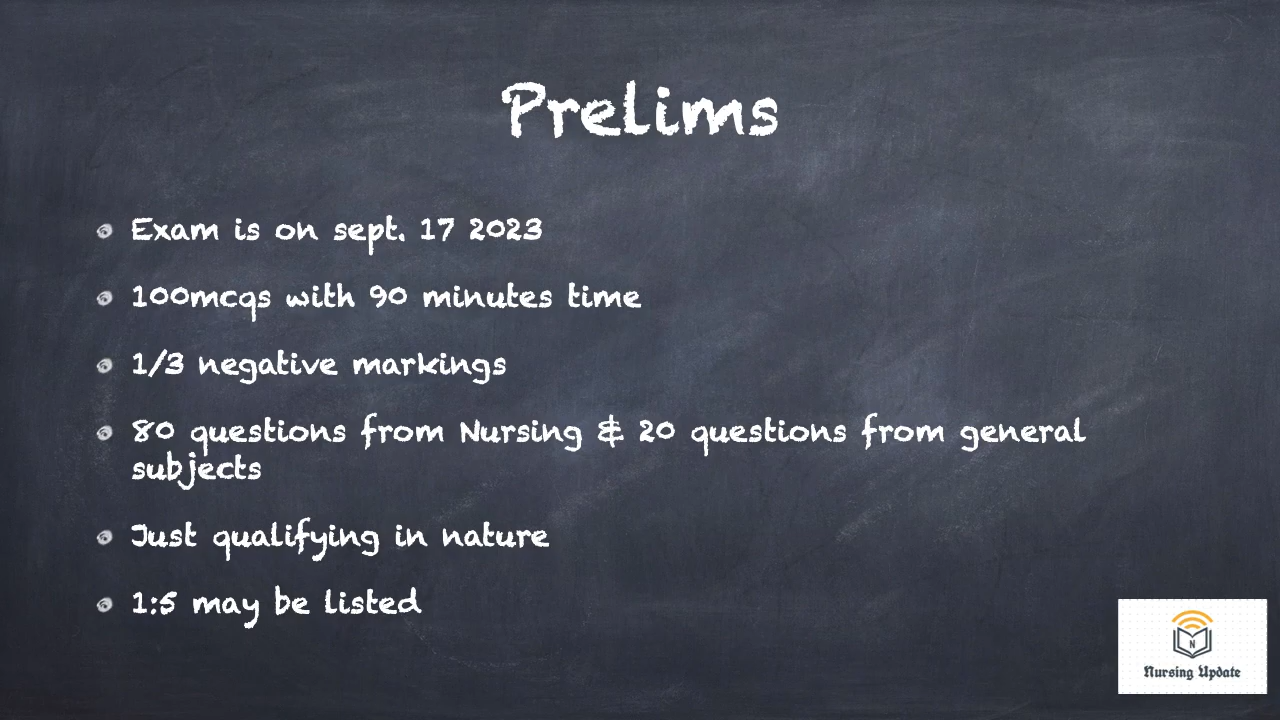 Prelims
Exam is on sept. 17 2023
100mcqs with 90 minutes time
1/3 negative markings
80 questions from Nursing & 20 questions from general
subjects
Just qualifying in nature
1:5 may be listed
N
Nursing Update